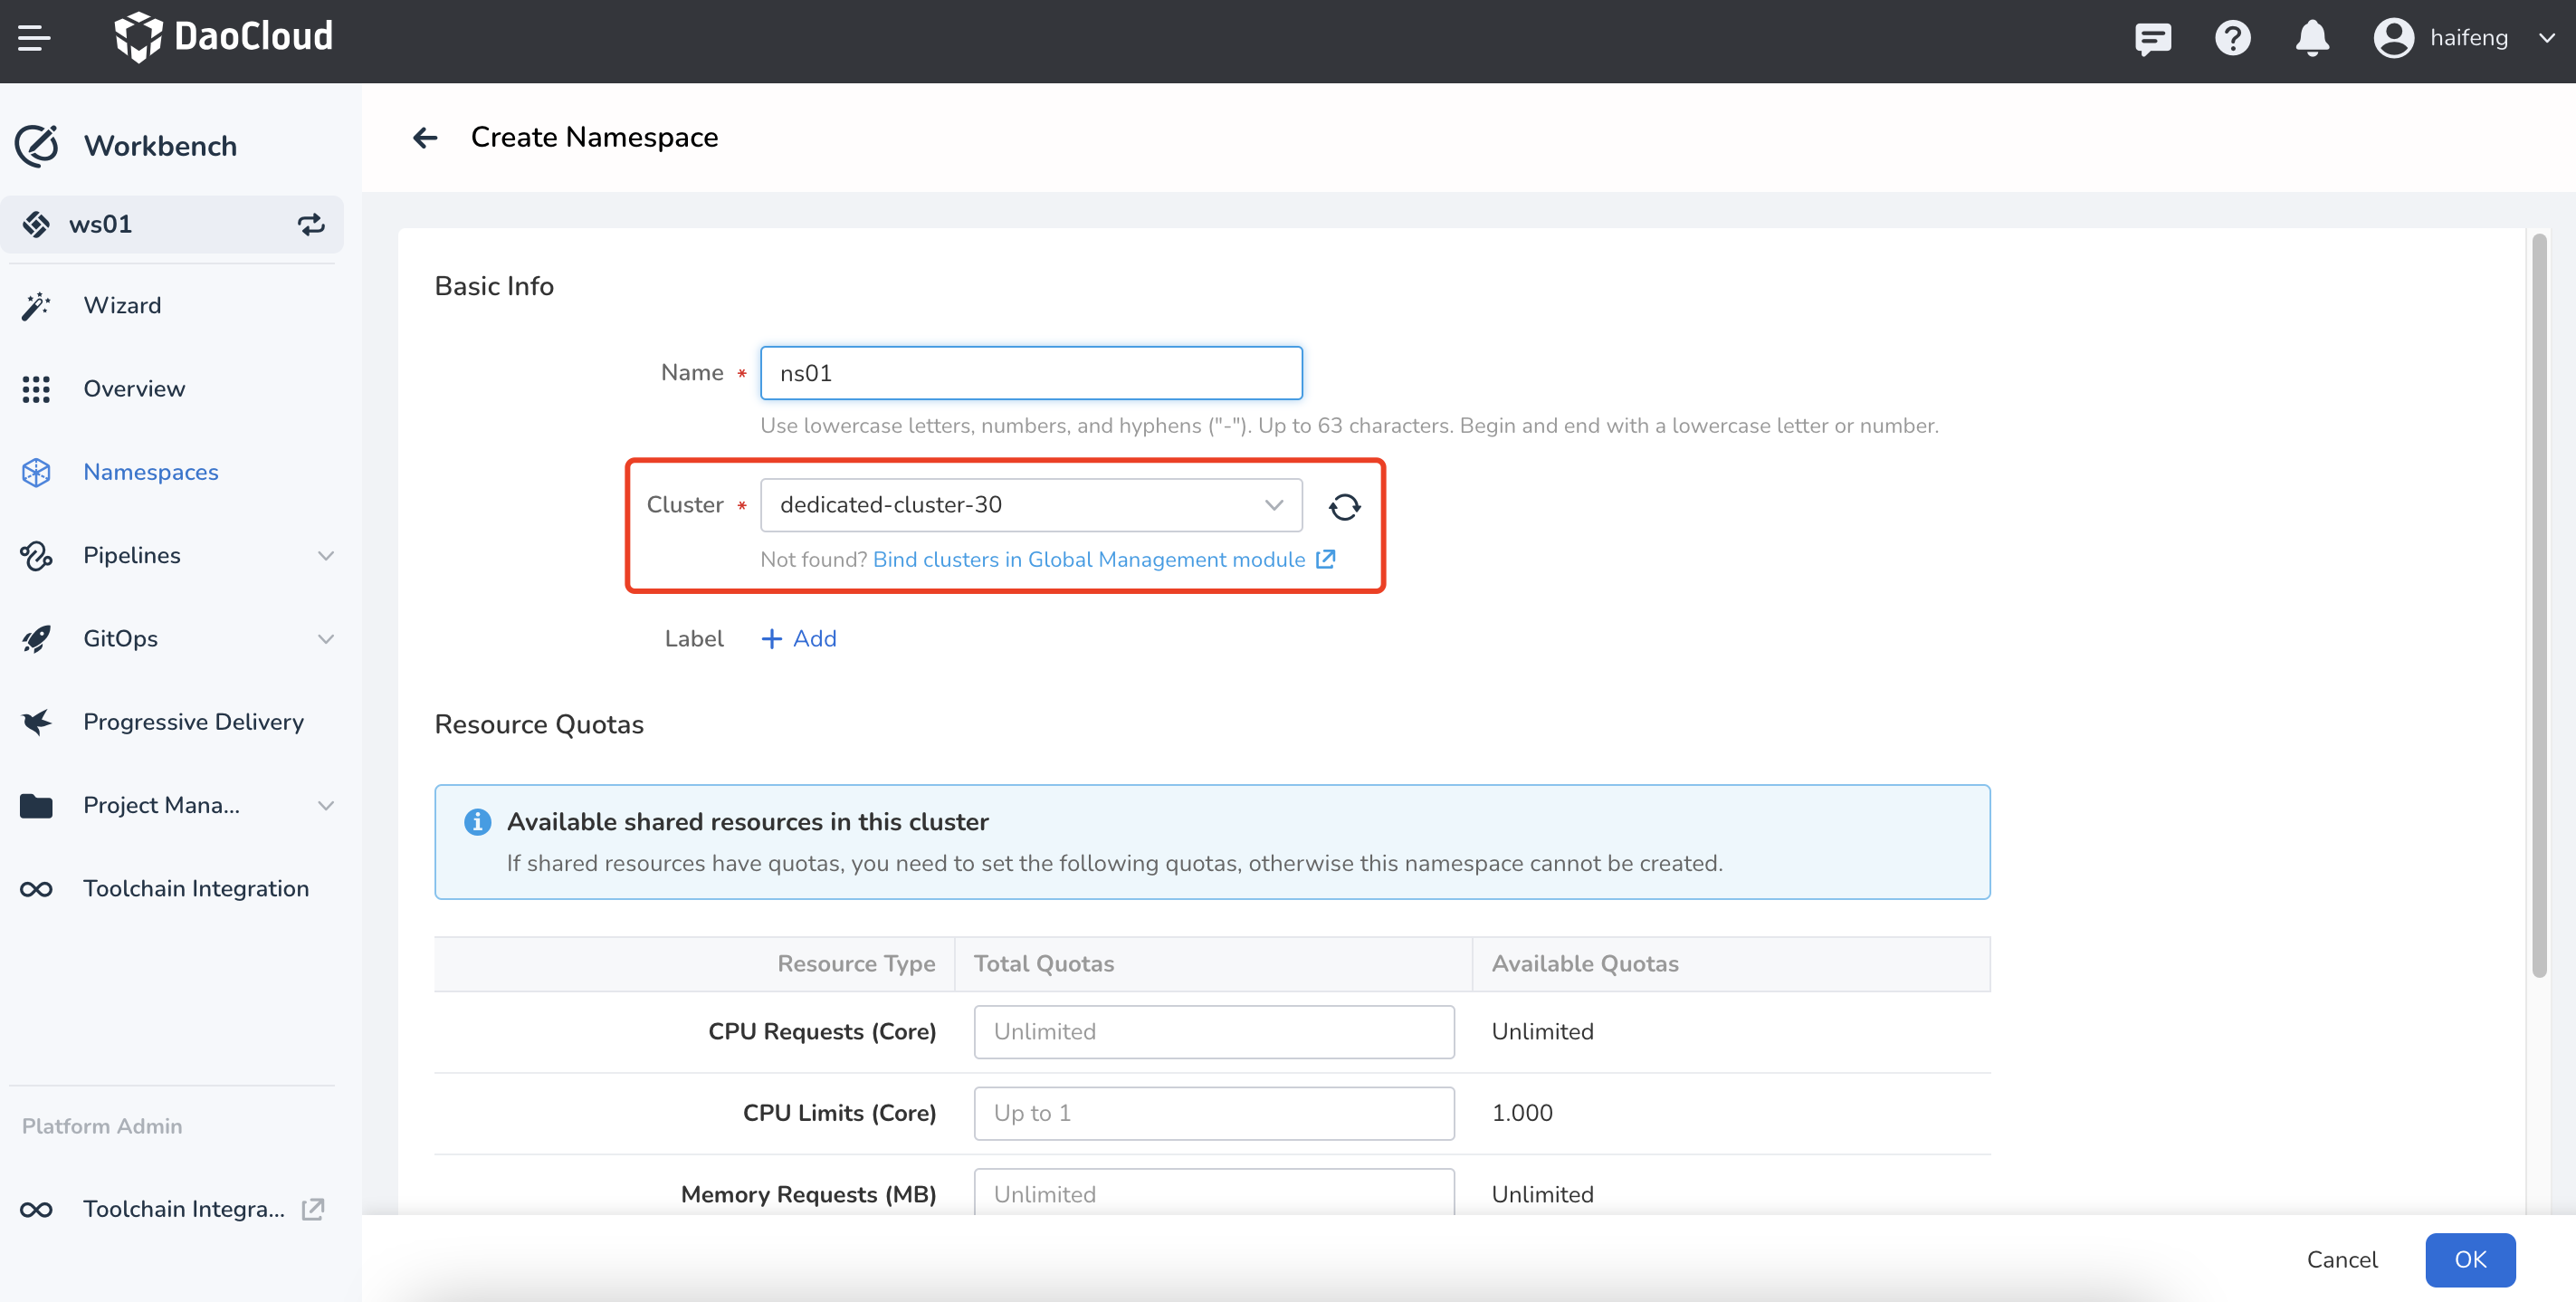 DaoCloud
haifeng
Workbench
ws01
Wizard
Overview
Namespaces
Pipelines
GitOps
Progressive Delivery
Project Mana...
Toolchain Integration
Platform Admin
Toolchain Integra...
Create Namespace
Basic Info
Name * ns01
Use lowercase letters, numbers, and hyphens ("-"). Up to 63 characters. Begin and end with a lowercase letter or number.
Cluster * dedicated-cluster-30
Not found? Bind clusters in Global Management module
Label + Add
Resource Quotas
Available shared resources in this cluster
If shared resources have quotas, you need to set the following quotas, otherwise this namespace cannot be created.
Resource Type Total Quotas Available Quotas
CPU Requests (Core) Unlimited Unlimited
CPU Limits (Core) Up to 1 1.000
Memory Requests (MB) Unlimited Unlimited
Cancel OK